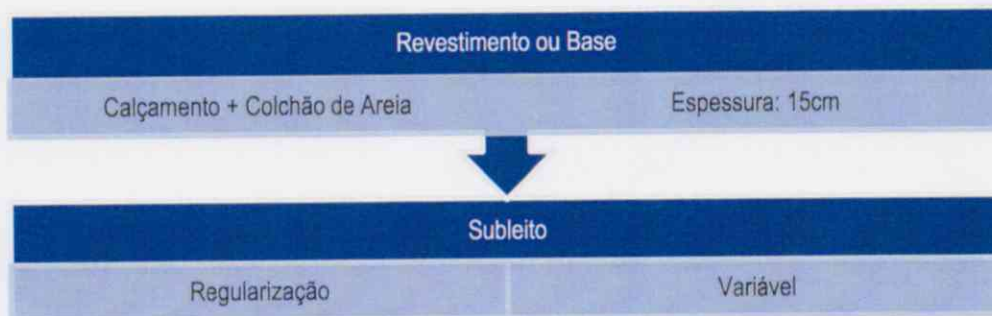 Revestimento ou Base
Calçamento + Colchão de Areia Espessura: 15cm
Subleito
Regularização Variável